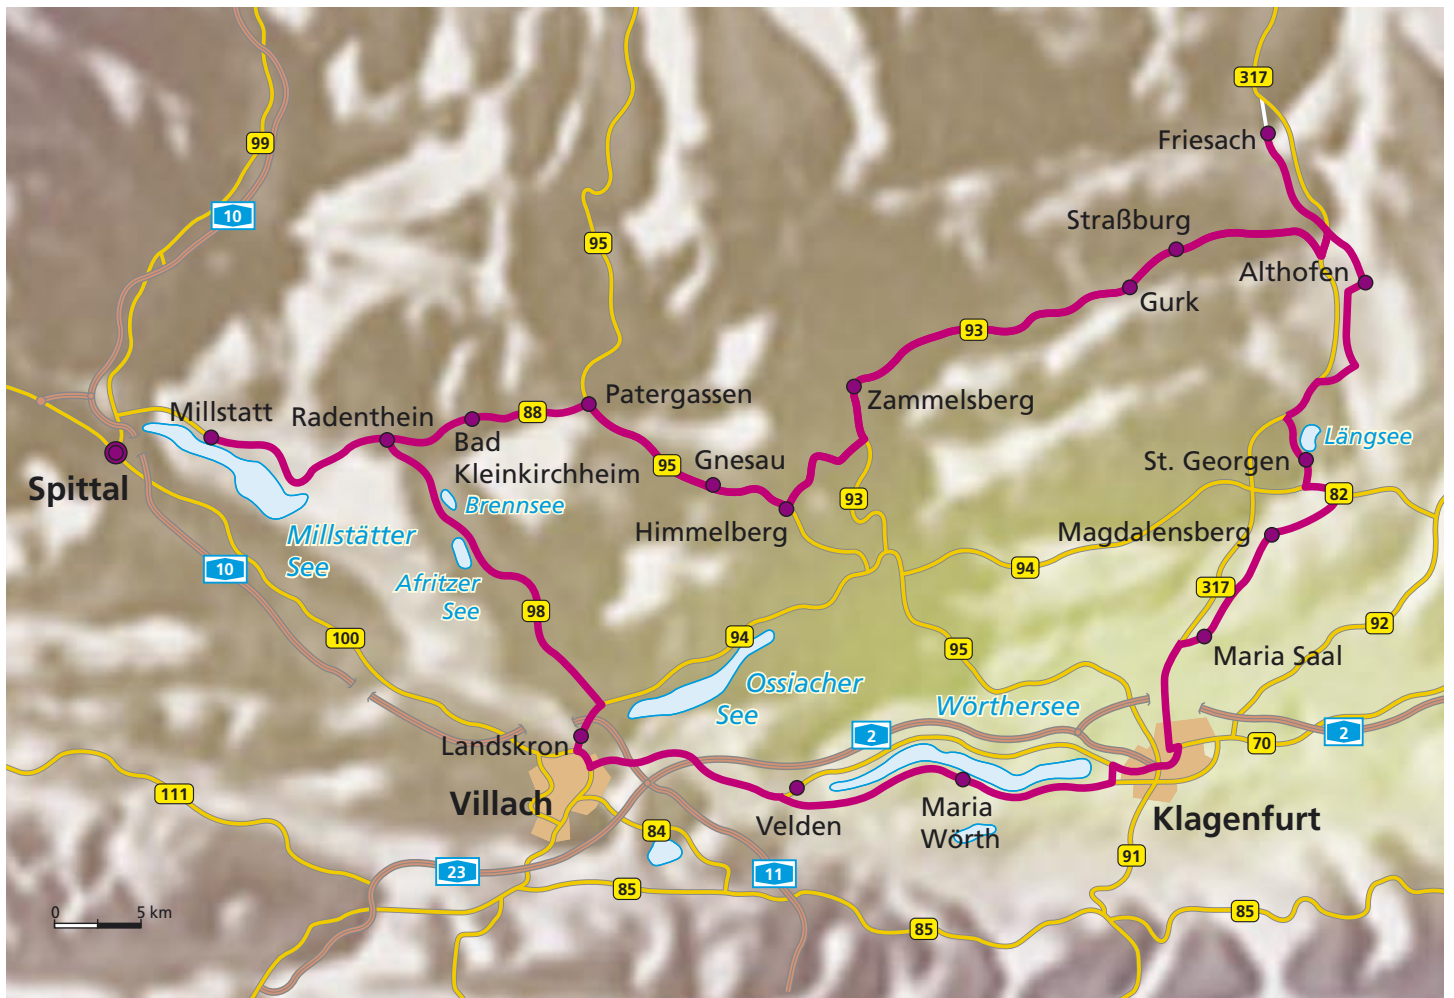 317
Friesach
99
10
Straßburg
95
Althofen
Gurk
93
Zammelsberg
Patergassen
88
Millstatt
Radenthein
Bad
Kleinkirchheim
Längsee
St. Georgen
Gnesau
95
Spittal
Brennsee
93
82
Himmelberg
Magdalensberg
Millstätter
See
10
Afritzer
See
94
317
98
100
94
92
95
Maria Saal
Ossiacher
See
Wörthersee
Landskron
2
2
70
111
Villach
Velden
Maria
Wörth
Klagenfurt
84
91
23
11
85
85
85
0
5 km